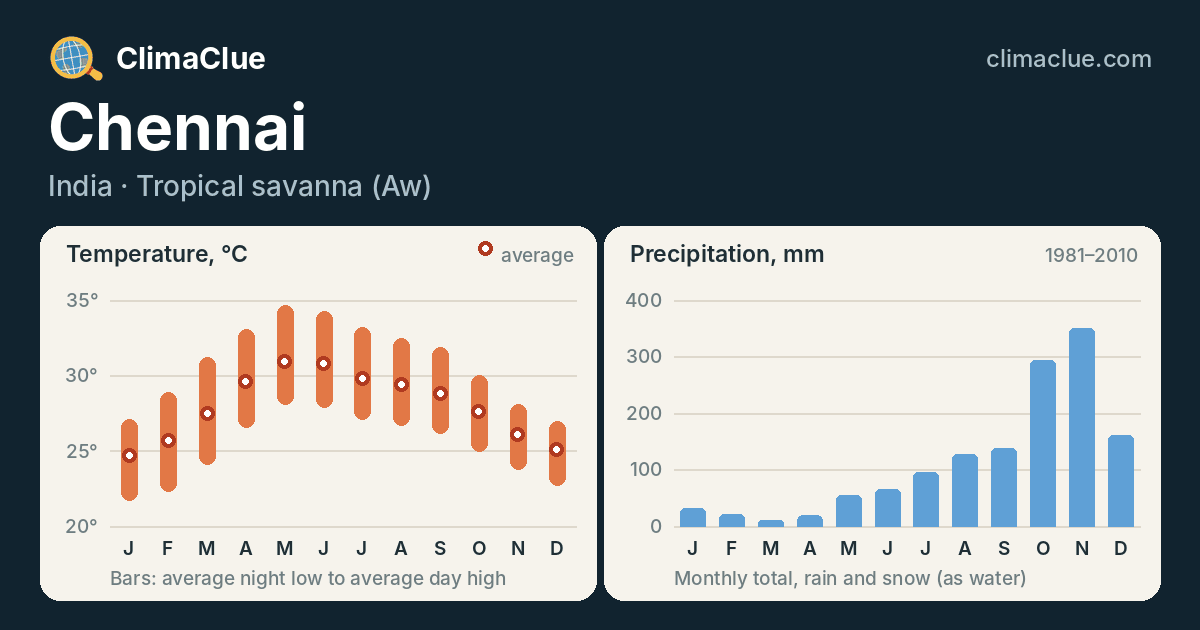 ClimaClue
climaclue.com
Chennai
India · Tropical savanna (Aw)
Temperature, °C
average
35°
30°
25°
20°
J F M A M J J A S O N D
Bars: average night low to average day high
Precipitation, mm
1981–2010
400
300
200
100
0
J F M A M J J A S O N D
Monthly total, rain and snow (as water)